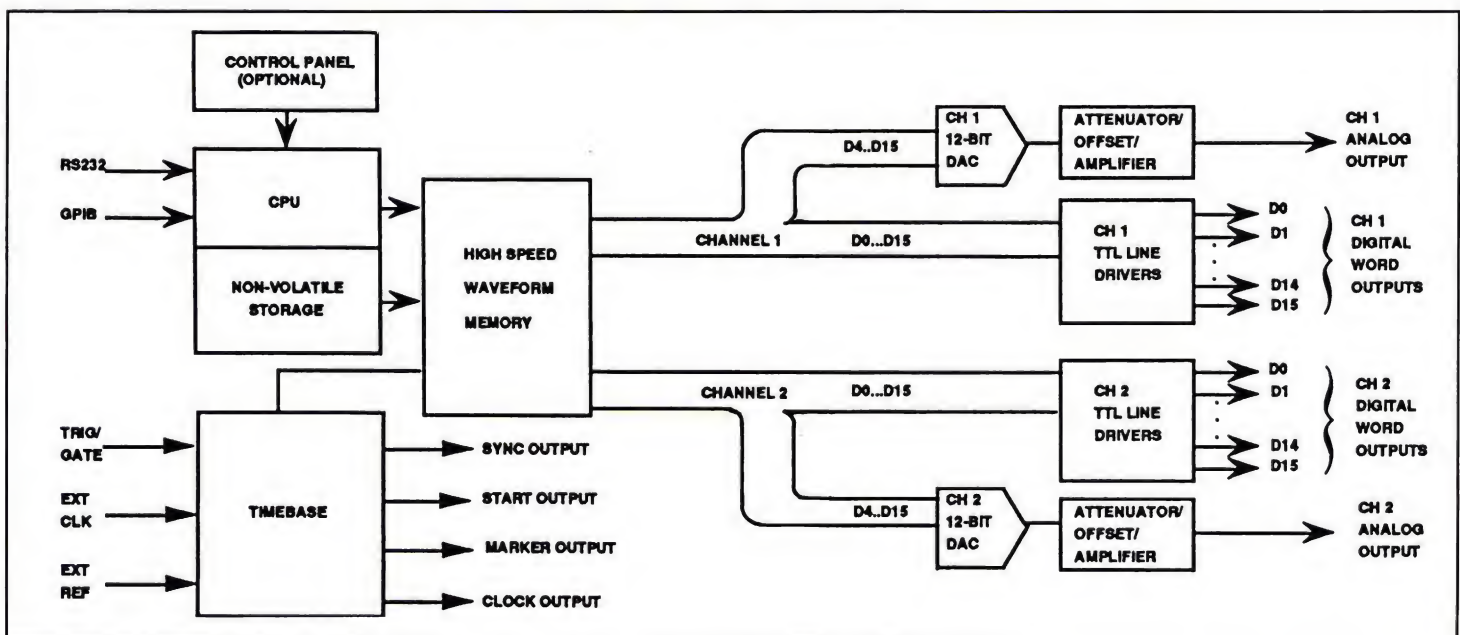 CONTROL PANEL
(OPTIONAL)
RS232
GPIB
CPU
NON-VOLATILE
STORAGE
HIGH SPEED
WAVEFORM
MEMORY
TRIG/
GATE
EXT
CLK
EXT
REF
TIMEBASE
SYNC OUTPUT
START OUTPUT
MARKER OUTPUT
CLOCK OUTPUT
CHANNEL 1
D4..D15
D0...D15
CH 1
12-BIT
DAC
ATTENUATOR/
OFFSET/
AMPLIFIER
CH 1
ANALOG
OUTPUT
CH 1
TTL LINE
DRIVERS
D0
D1
D14
D15
CH 1
DIGITAL
WORD
OUTPUTS
CHANNEL 2
D0...D15
D4..D15
CH 2
TTL LINE
DRIVERS
D0
D1
D14
D15
CH 2
DIGITAL
WORD
OUTPUTS
CH 2
12-BIT
DAC
ATTENUATOR/
OFFSET/
AMPLIFIER
CH 2
ANALOG
OUTPUT